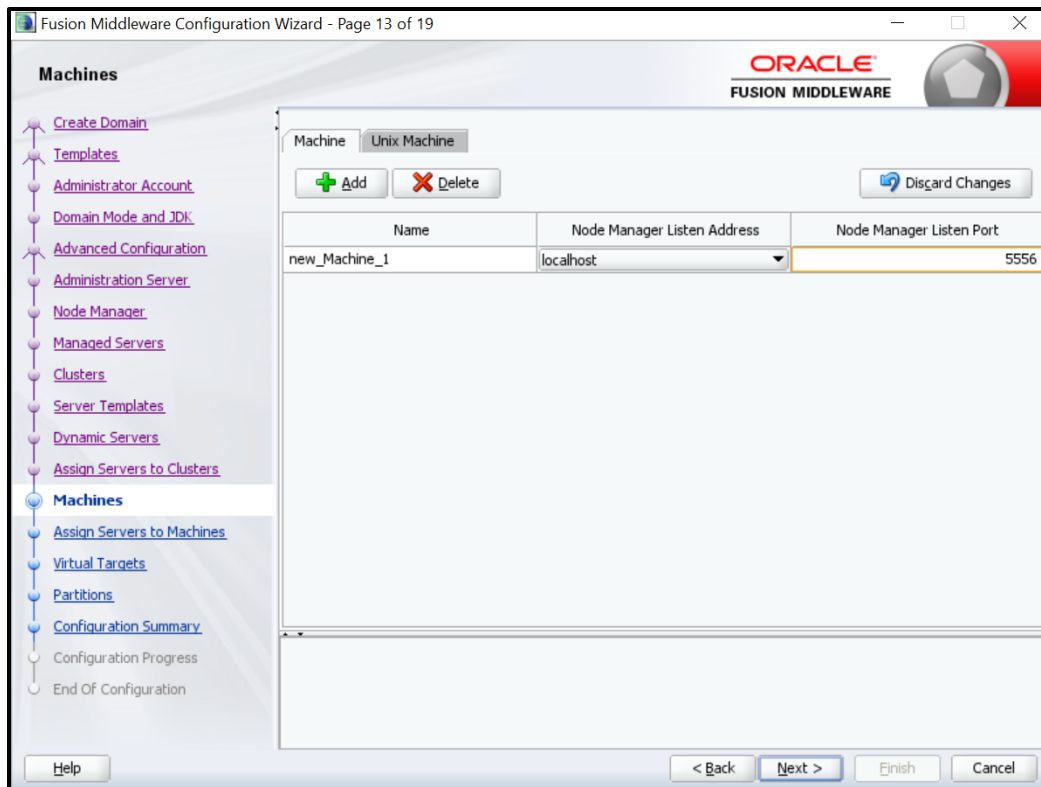 Fusion Middleware Configuration Wizard - Page 13 of 19
Machines
ORACLE
FUSION MIDDLEWARE
Create Domain
Templates
Administrator Account
Domain Mode and JDK
Advanced Configuration
Administration Server
Node Manager
Managed Servers
Clusters
Server Templates
Dynamic Servers
Assign Servers to Clusters
Machines
Assign Servers to Machines
Virtual Targets
Partitions
Configuration Summary
Configuration Progress
End Of Configuration
Machine Unix Machine
Add Delete Discard Changes
Name Node Manager Listen Address Node Manager Listen Port
new_Machine_1 localhost 5556
Help < Back Next > Finish Cancel